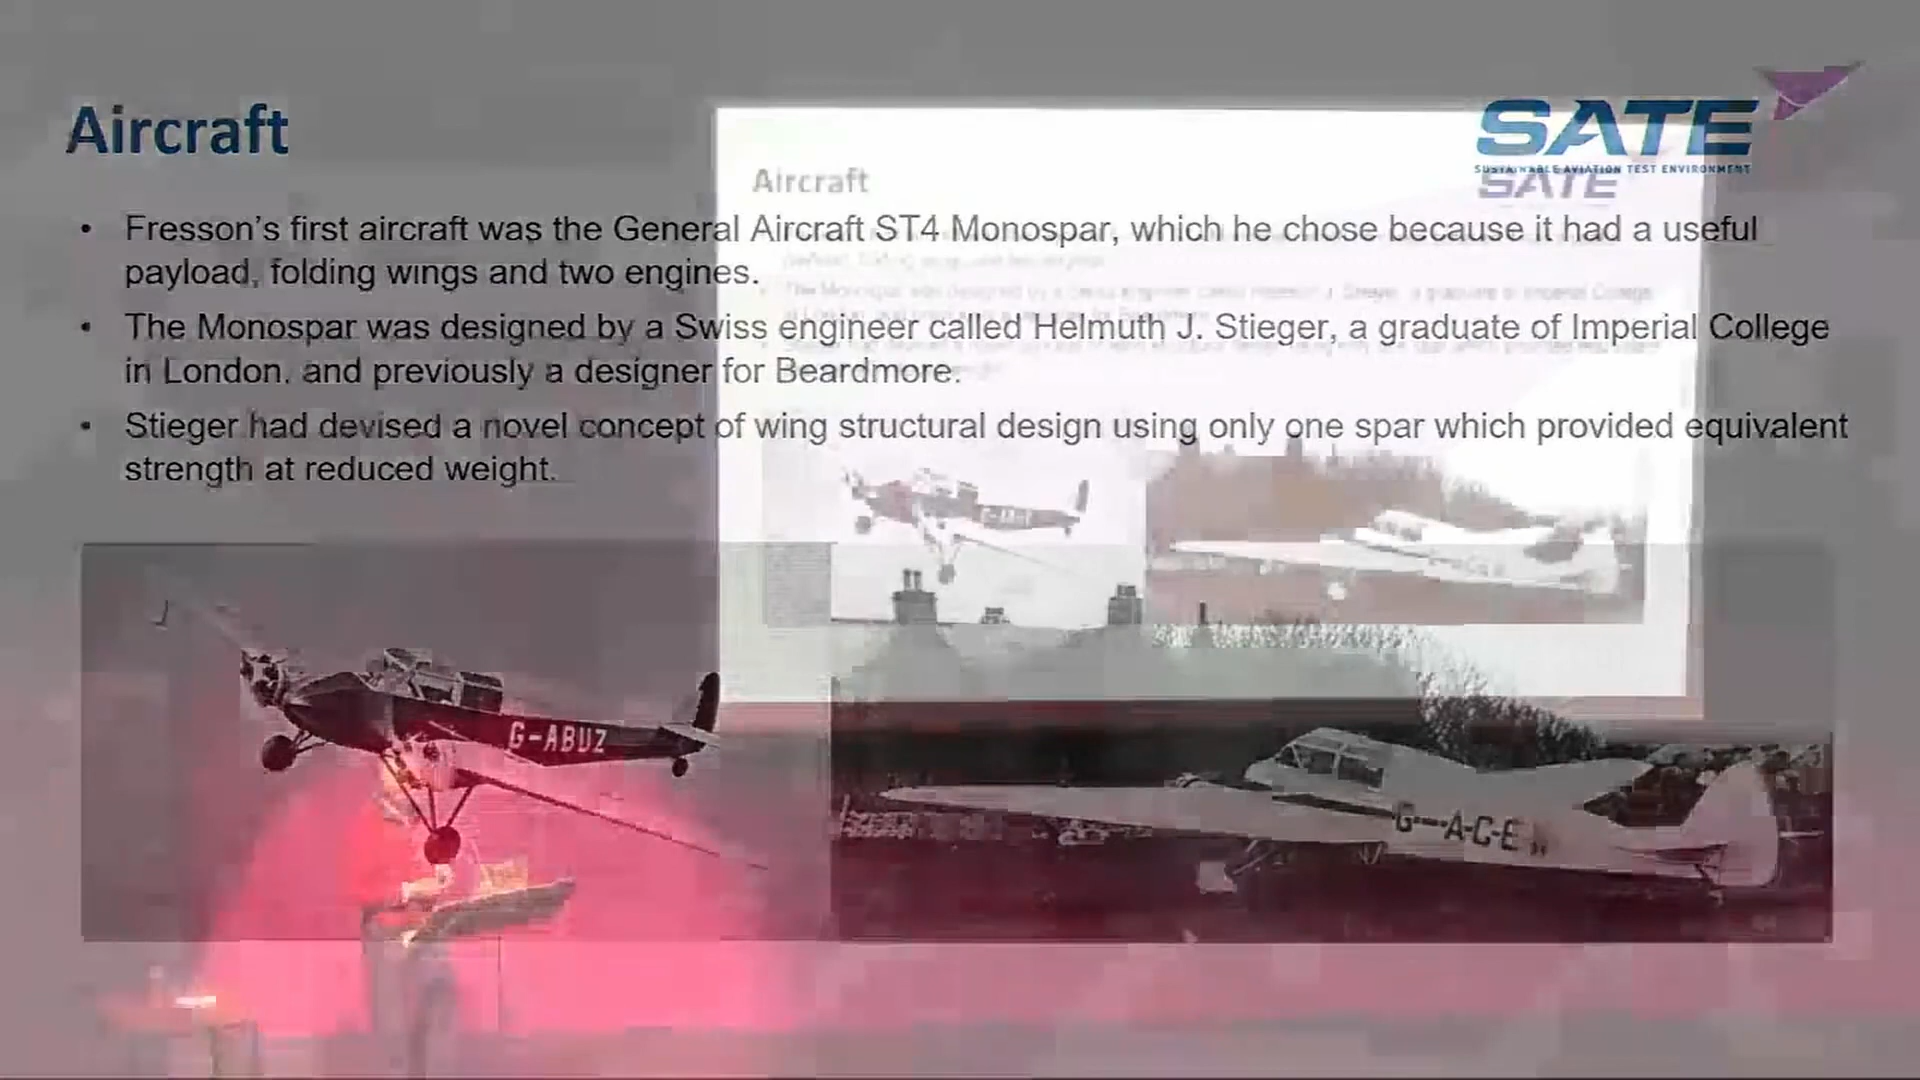 Aircraft
SATE
SUSTAINABLE AVIATION TEST ENVIRONMENT
Aircraft
SATE
• Fresson's first aircraft was the General Aircraft ST4 Monospar, which he chose because it had a useful
payload, folding wings and two engines.
• The Monospar was designed by a Swiss engineer called Helmuth J. Stieger, a graduate of Imperial College
in London. and previously a designer for Beardmore.
• Stieger had devised a novel concept of wing structural design using only one spar which provided equivalent
strength at reduced weight.
G-ABUZ
G-A-C-E